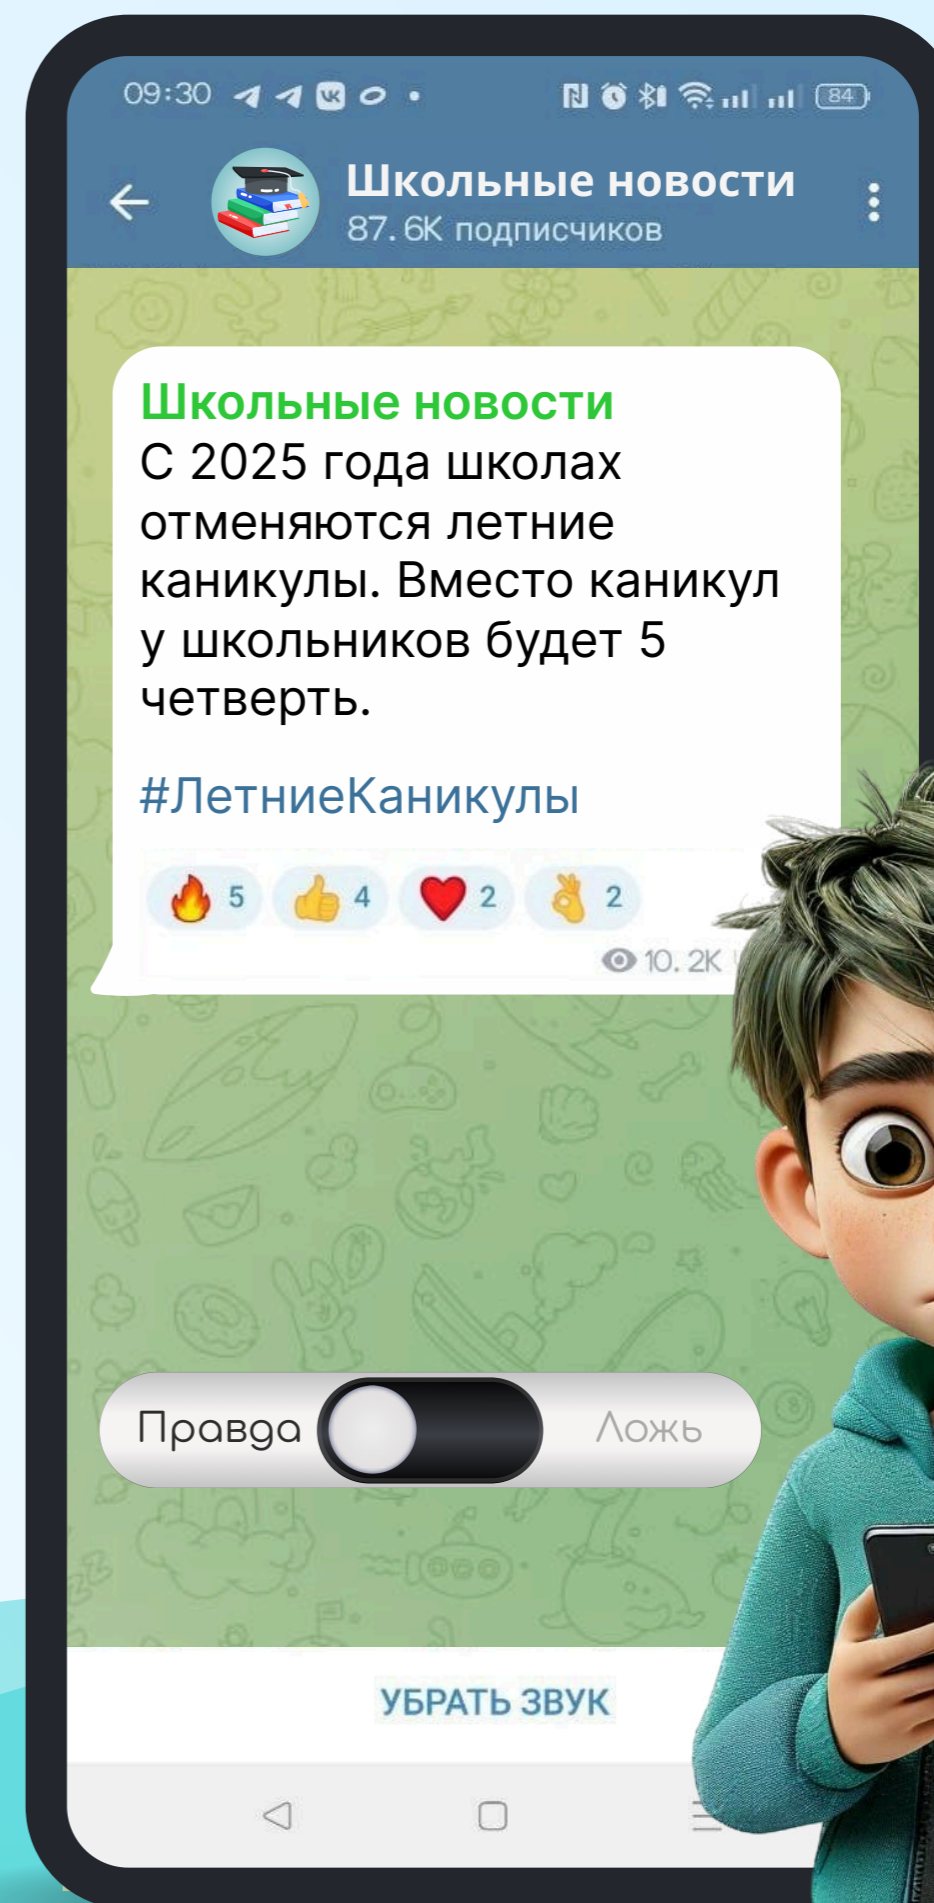 09:30
84
Школьные новости
87.6K подписчиков
Школьные новости
С 2025 года школах
отменяются летние
каникулы. Вместо каникул
у школьников будет 5
четверть.
#ЛетниеКаникулы
5 4 2 2
10.2K
Правда Ложь
УБРАТЬ ЗВУК